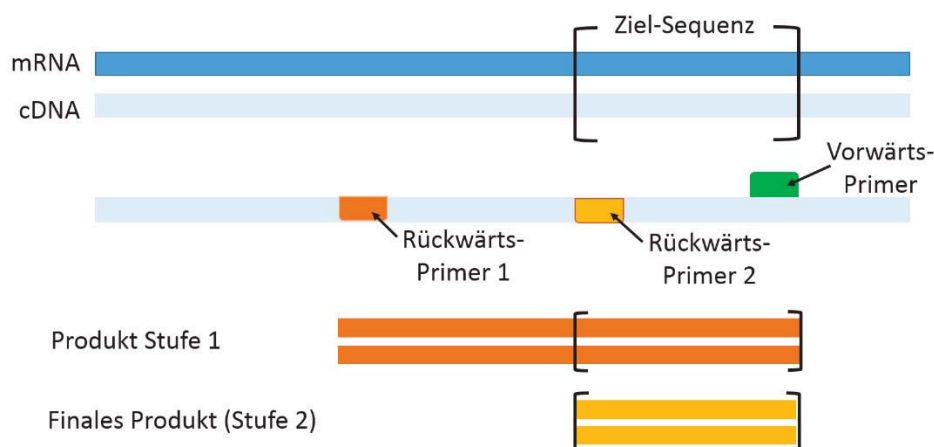 Ziel-Sequenz
mRNA
cDNA
Vorwärts-
Primer
Rückwärts-
Primer 1
Rückwärts-
Primer 2
Produkt Stufe 1
Finales Produkt (Stufe 2)